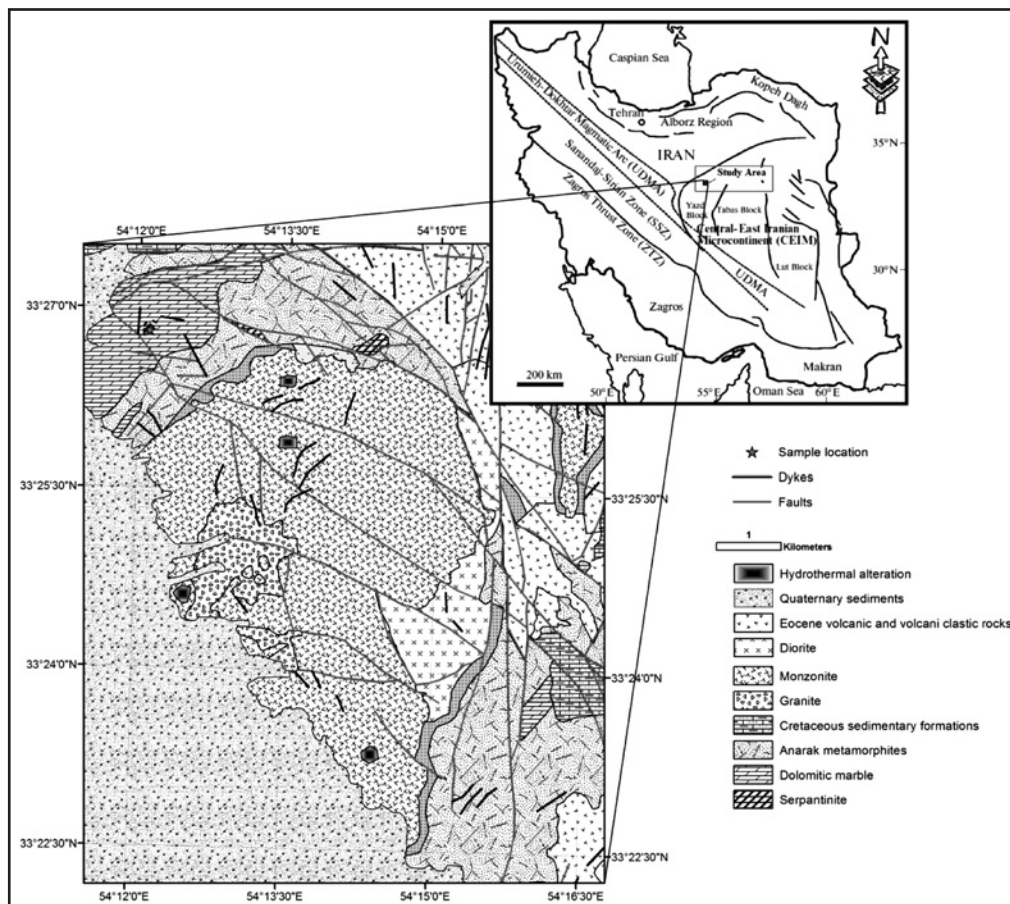 Caspian Sea
N
Kopeh Dagh
Tehran
Alborz Region
Urumieh-Dokhtar Magmatic Arc (UDMA)
IRAN
35°N
Sanandaj-Sirjan Zone (SSZ)
Study Area
Zagros Thrust Zone (ZTZ)
Yazd
Block
Tabas Block
Central-East Iranian
Microcontinent (CEIM)
Lut Block
30°N
UDMA
Zagros
Persian Gulf
Makran
200 km
50°E
55°E
Oman Sea
60°E
54°12'0"E
54°13'30"E
54°15'0"E
33°27'0"N
33°25'30"N
33°25'30"N
33°24'0"N
33°24'0"N
33°22'30"N
33°22'30"N
54°12'0"E
54°13'30"E
54°15'0"E
54°16'30"E
Sample location
Dykes
Faults
1
Kilometers
Hydrothermal alteration
Quaternary sediments
Eocene volcanic and volcani clastic rocks
Diorite
Monzonite
Granite
Cretaceous sedimentary formations
Anarak metamorphites
Dolomitic marble
Serpantinite